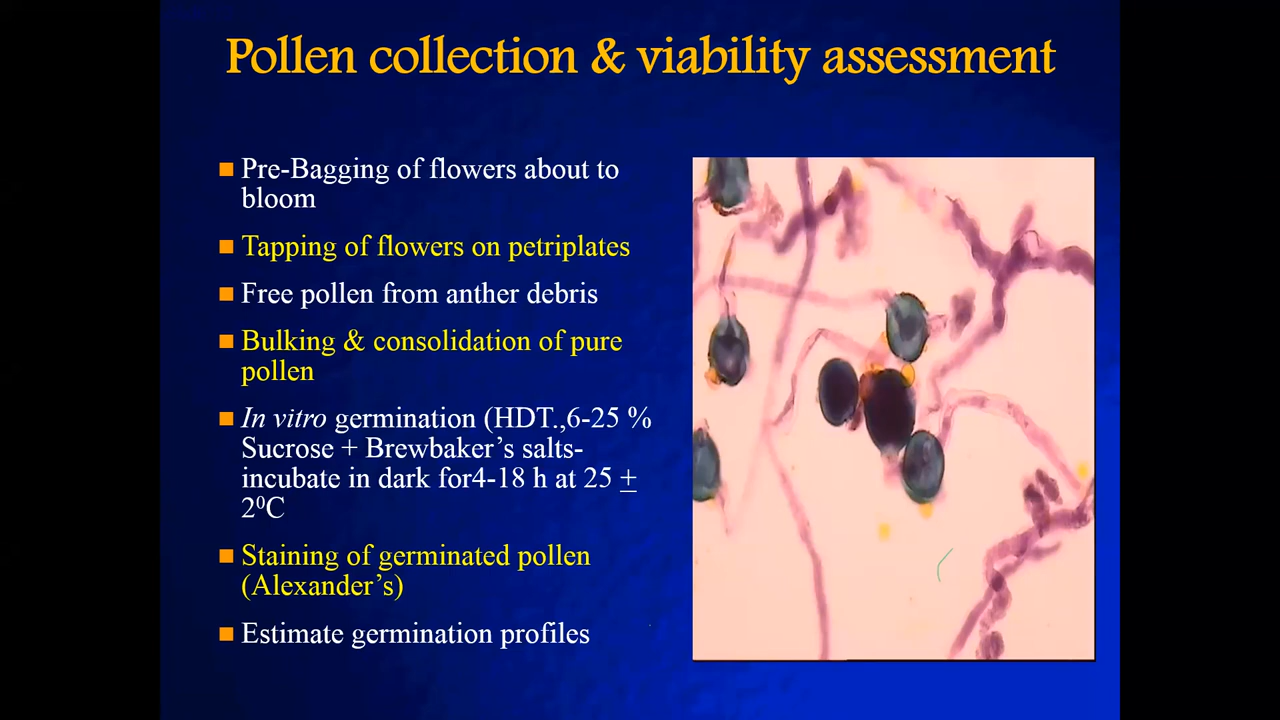 Pollen collection & viability assessment
Pre-Bagging of flowers about to
bloom
Tapping of flowers on petriplates
Free pollen from anther debris
Bulking & consolidation of pure
pollen
In vitro germination (HDT.,6-25 %
Sucrose + Brewbaker’s salts-
incubate in dark for4-18 h at 25 ±
2⁰C
Staining of germinated pollen
(Alexander’s)
Estimate germination profiles